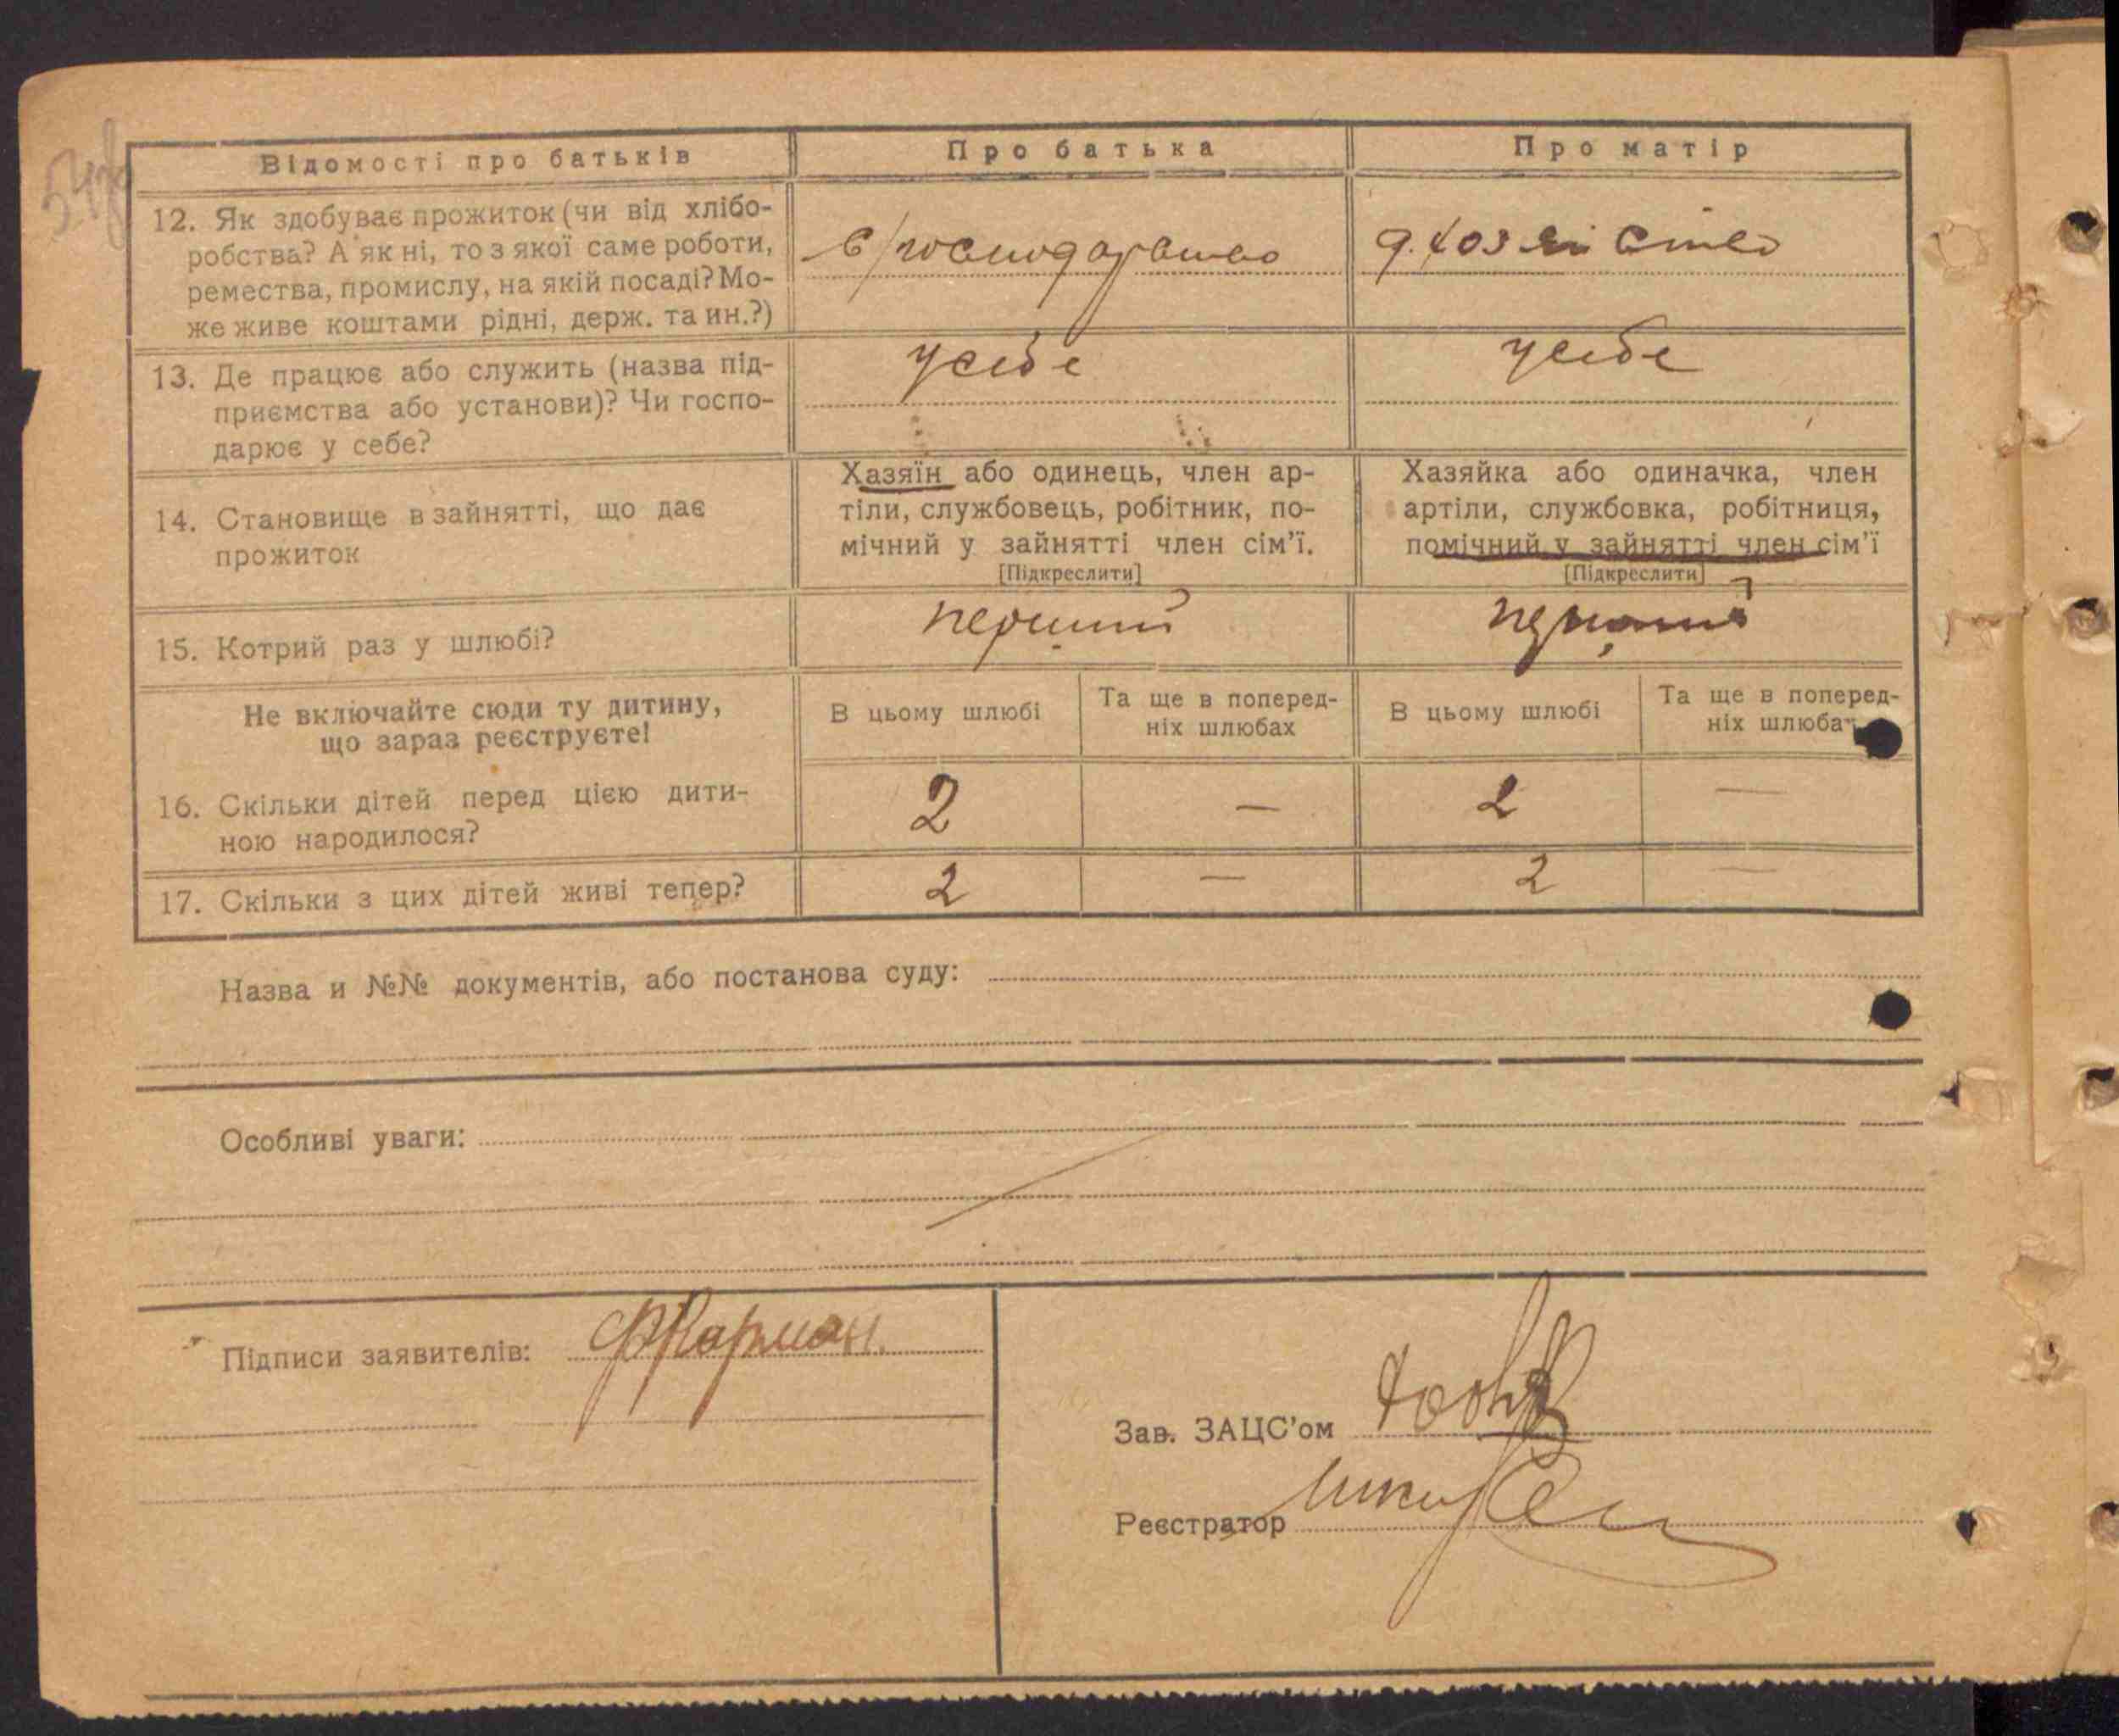 Відомості про батьків
Про батька
Про матір
12. Як здобуває прожиток (чи від хлібо-
робства? А як ні, то з якої саме роботи,
ремества, промислу, на якій посаді? Мо-
же живе коштами рідні, держ. та ин.?)
с/господарство
д. хозяйство
13. Де працює або служить (назва під-
приємства або установи)? Чи госпо-
дарює у себе?
у себе
у себе
14. Становище в зайнятті, що дає
прожиток
Хазяїн або одинець, член ар-
тіли, службовець, робітник, по-
мічний у зайнятті член сім'ї.
[Підкреслити]
Хазяйка або одиначка, член
артіли, службовка, робітниця,
помічний у зайнятті член сім'ї
[Підкреслити]
15. Котрий раз у шлюбі?
перший
перший
Не включайте сюди ту дитину,
що зараз реєструєте!
В цьому шлюбі
Та ще в поперед-
ніх шлюбах
В цьому шлюбі
Та ще в поперед-
ніх шлюбах
16. Скільки дітей перед цією дити-
ною народилося?
2
—
2
—
17. Скільки з цих дітей живі тепер?
2
—
2
—
Назва и №№ документів, або постанова суду:
Особливі уваги:
Підписи заявителів: ФКарман.
Зав. ЗАЦС'ом
Реєстратор